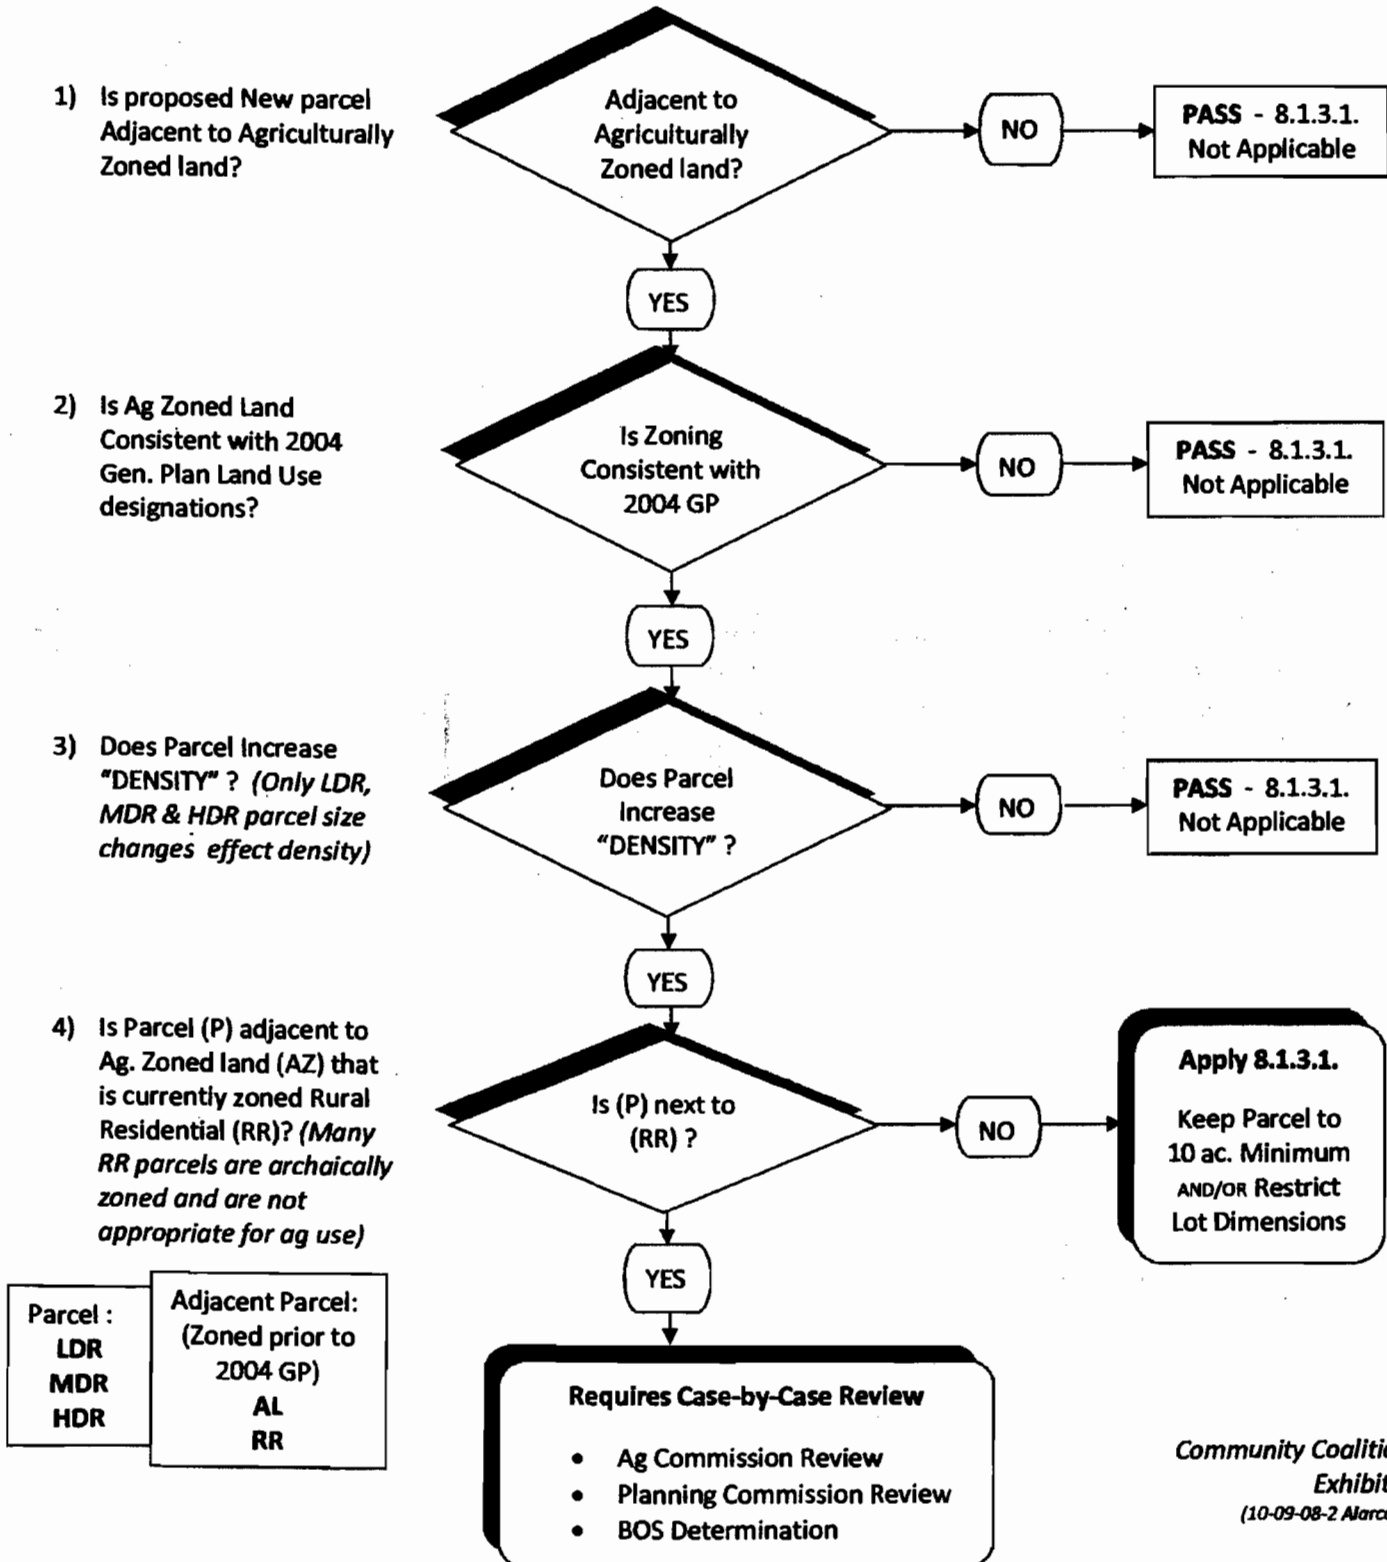 1) Is proposed New parcel
Adjacent to Agriculturally
Zoned land?
Adjacent to
Agriculturally
Zoned land?
NO
PASS - 8.1.3.1.
Not Applicable
YES
2) Is Ag Zoned Land
Consistent with 2004
Gen. Plan Land Use
designations?
Is Zoning
Consistent with
2004 GP
NO
PASS - 8.1.3.1.
Not Applicable
YES
3) Does Parcel Increase
"DENSITY" ? (Only LDR,
MDR & HDR parcel size
changes effect density)
Does Parcel
Increase
"DENSITY" ?
NO
PASS - 8.1.3.1.
Not Applicable
YES
4) Is Parcel (P) adjacent to
Ag. Zoned land (AZ) that
is currently zoned Rural
Residential (RR)? (Many
RR parcels are archaically
zoned and are not
appropriate for ag use)
Is (P) next to
(RR) ?
NO
Apply 8.1.3.1.
Keep Parcel to
10 ac. Minimum
AND/OR Restrict
Lot Dimensions
YES
Parcel :
LDR
MDR
HDR
Adjacent Parcel:
(Zoned prior to
2004 GP)
AL
RR
Requires Case-by-Case Review
• Ag Commission Review
• Planning Commission Review
• BOS Determination
Community
Exhibit
(10-09-08-2